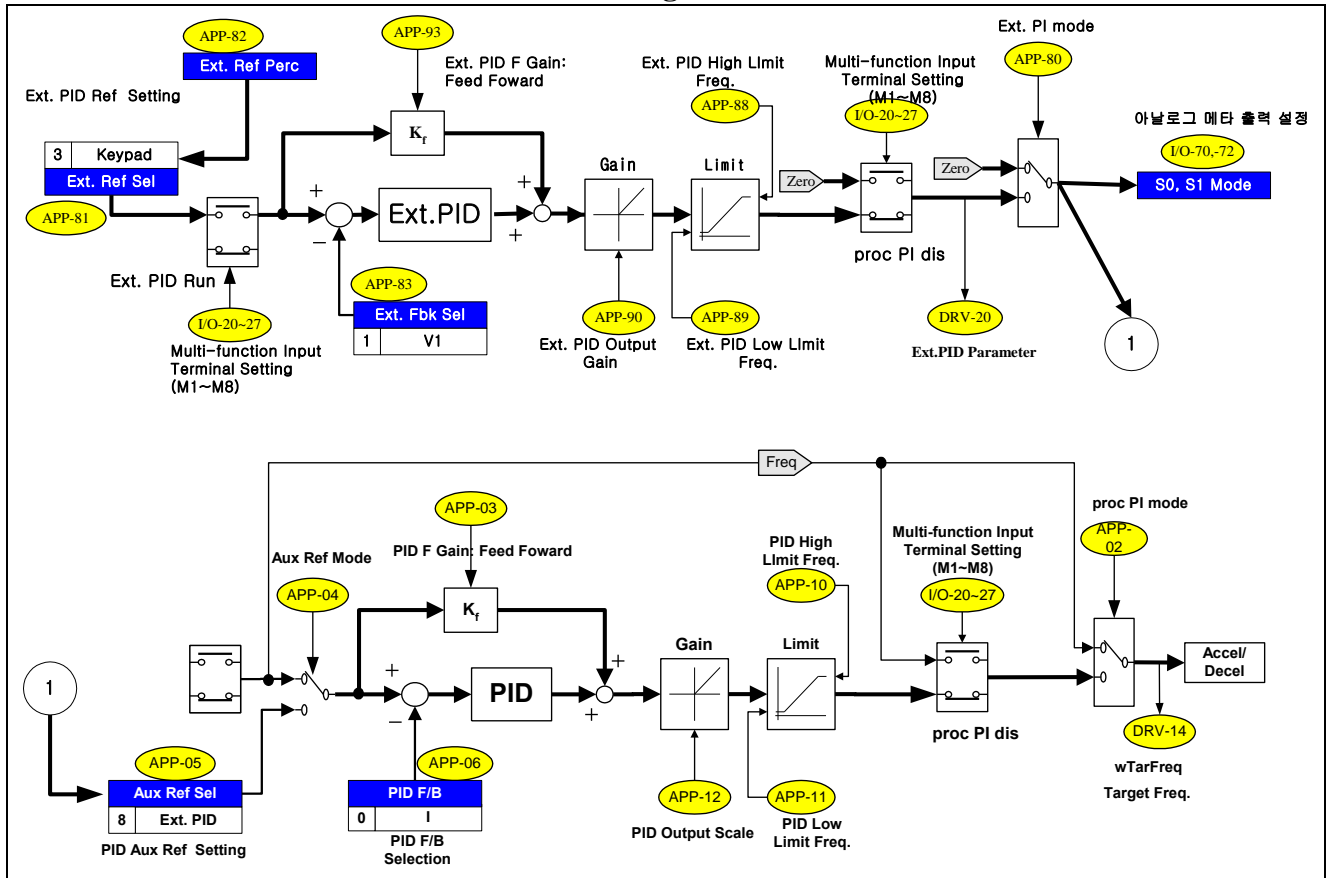 APP-82
Ext. Ref Perc
APP-93
Ext. PID F Gain:
Feed Foward
Ext. PID High LImit
Freq.
APP-88
Multi-function Input
Terminal Setting
(M1~M8)
I/O-20~27
Ext. PI mode
APP-80
아날로그 메타 출력 설정
I/O-70,-72
S0, S1 Mode
Ext. PID Ref Setting
3 Keypad
Ext. Ref Sel
APP-81
Kf
Gain
Limit
Zero
Zero
+
−
Ext.PID
+
+
proc PI dis
Ext. PID Run
I/O-20~27
Multi-function Input
Terminal Setting
(M1~M8)
APP-83
Ext. Fbk Sel
1 V1
APP-90
Ext. PID Output
Gain
APP-89
Ext. PID Low LImit
Freq.
DRV-20
Ext.PID Parameter
1
Freq
APP-03
PID F Gain: Feed Foward
Aux Ref Mode
APP-04
Kf
PID High
LImit Freq.
APP-10
Multi-function Input
Terminal Setting
(M1~M8)
I/O-20~27
proc PI mode
APP-
02
Gain
Limit
1
+
−
PID
+
+
Accel/
Decel
proc PI dis
DRV-14
wTarFreq
Target Freq.
APP-05
Aux Ref Sel
8 Ext. PID
PID Aux Ref Setting
APP-06
PID F/B
0 I
PID F/B
Selection
APP-12
PID Output Scale
APP-11
PID Low
Limit Freq.